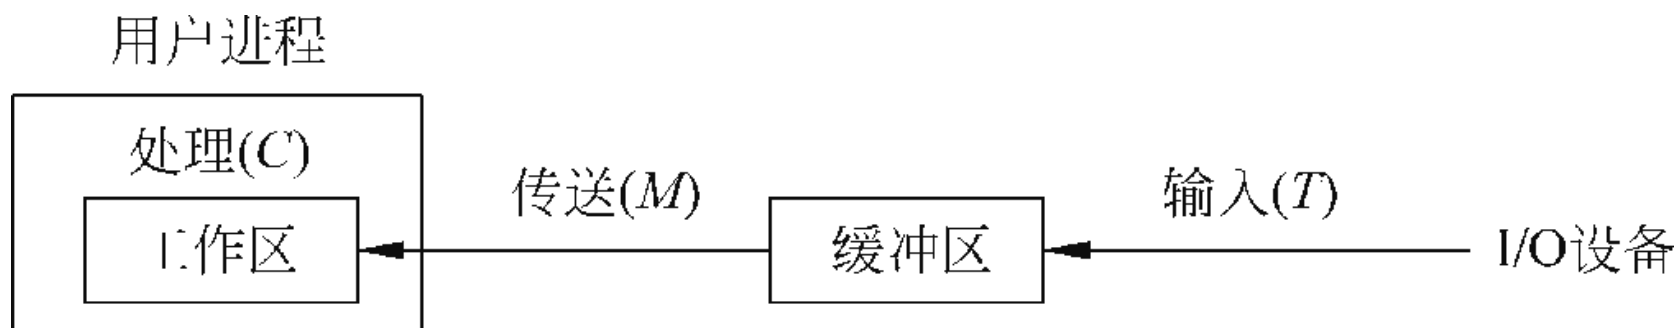 用户进程
处理(C)
工作区
传送(M)
缓冲区
输入(T)
I/O设备